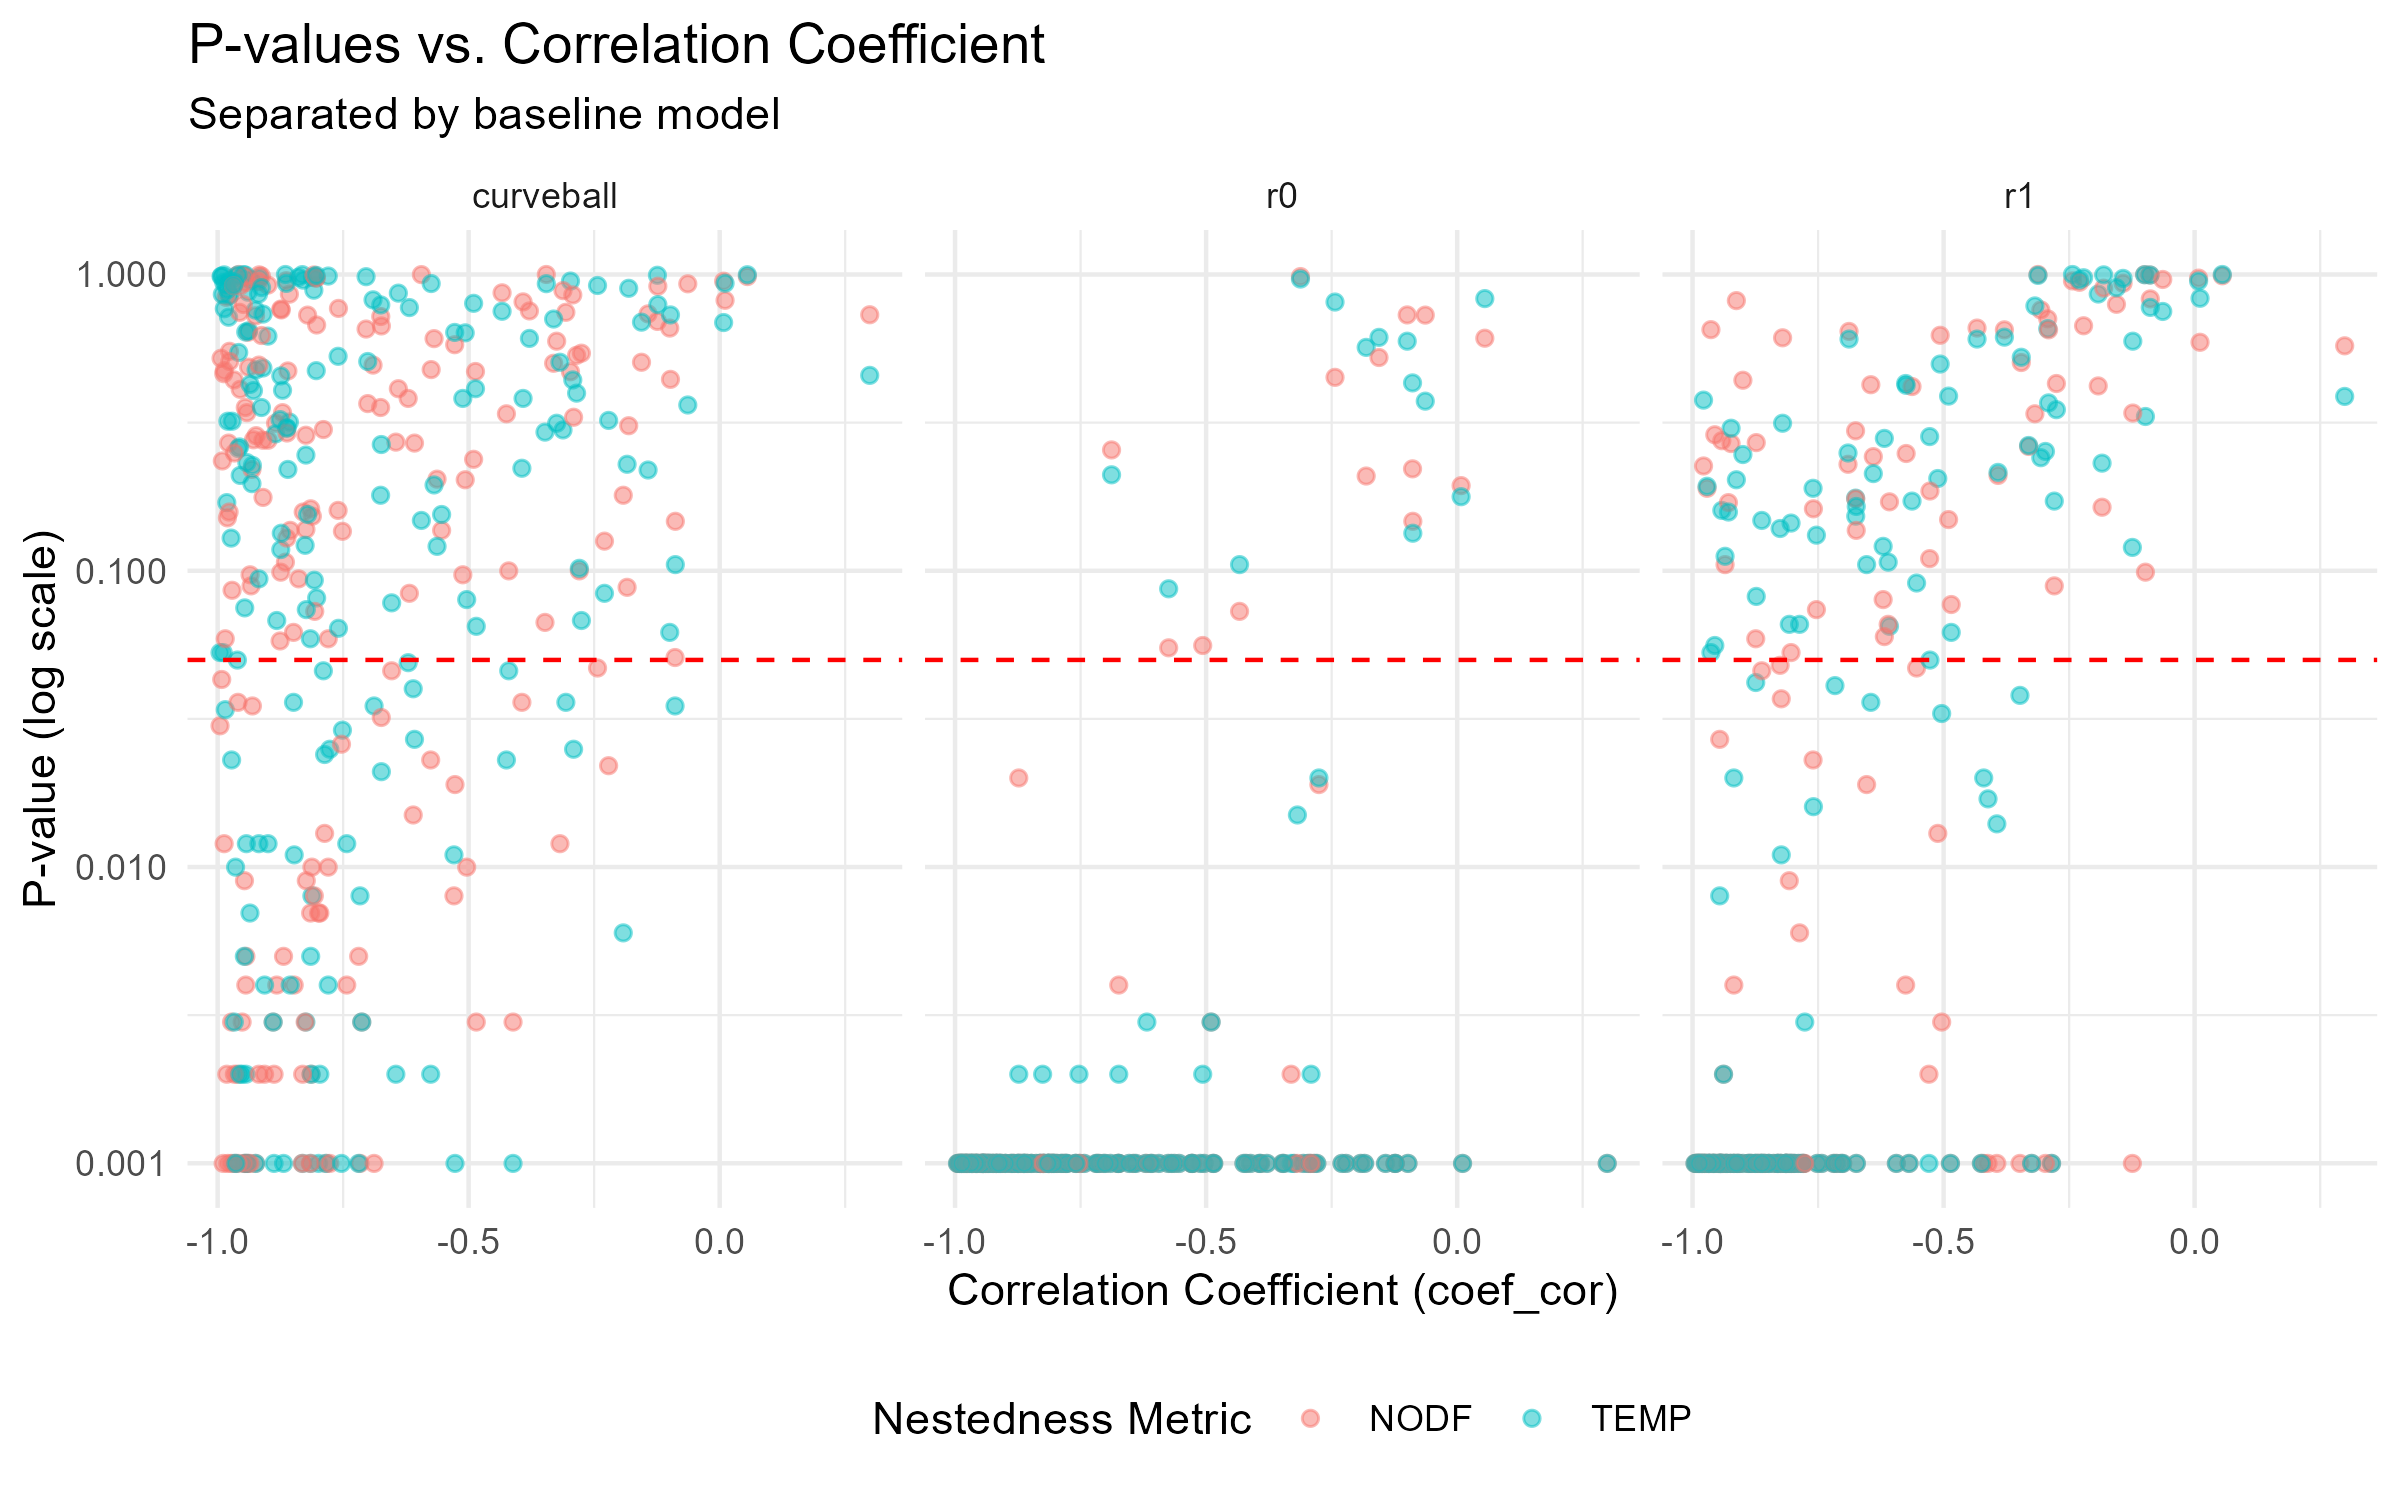 P-values vs. Correlation Coefficient
Separated by baseline model
curveball
r0
r1
P-value (log scale)
1.000
0.100
0.010
0.001
-1.0 -0.5 0.0
-1.0 -0.5 0.0
-1.0 -0.5 0.0
Correlation Coefficient (coef_cor)
Nestedness Metric NODF TEMP